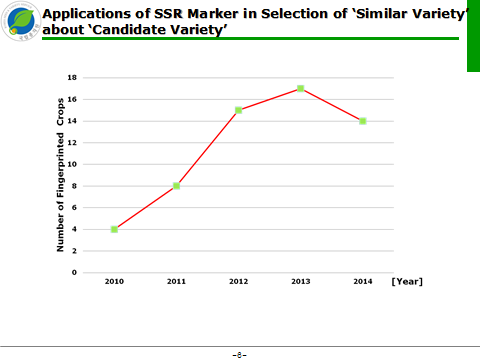 Applications of SSR Marker in Selection of ‘Similar Variety’
about ‘Candidate Variety’
Number of Fingerprinted Crops
18
16
14
12
10
8
6
4
2
0
2010 2011 2012 2013 2014 [Year]
-6-